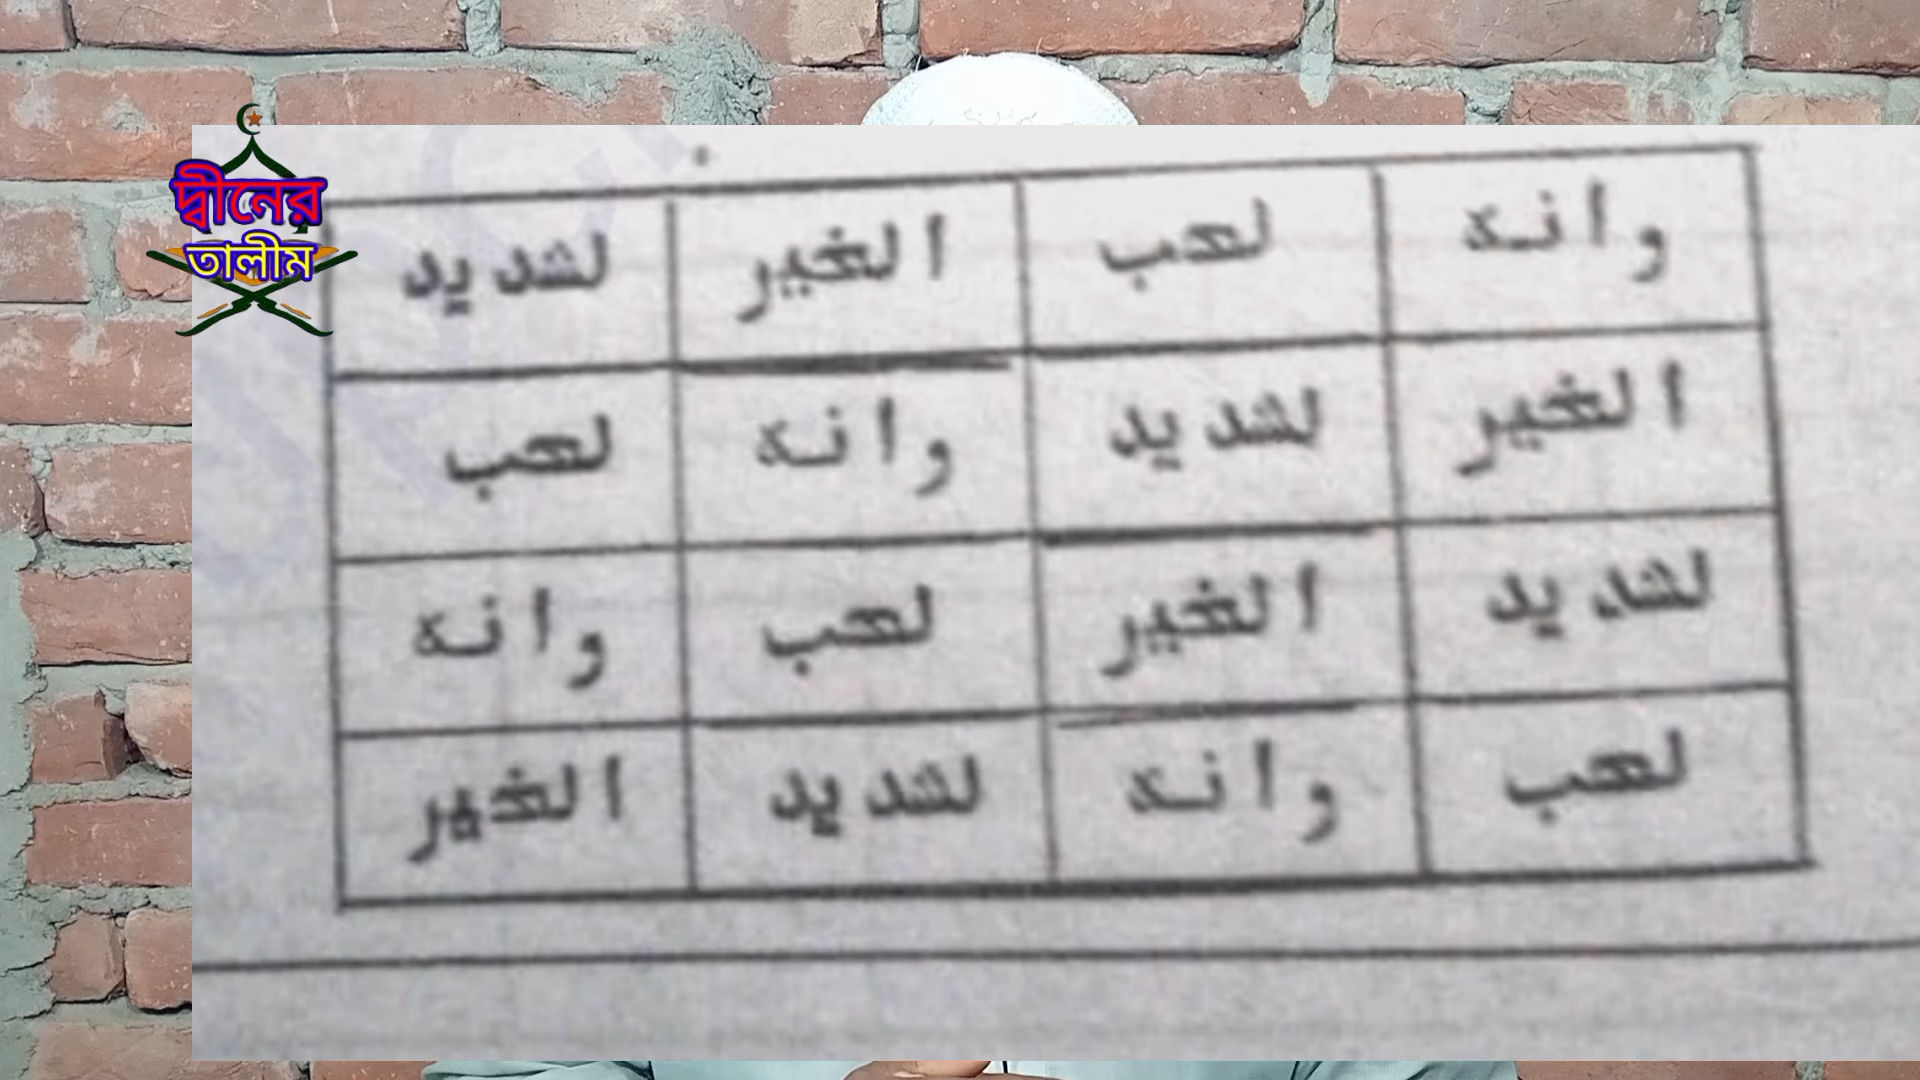 দ্বীনের
তালীম
وانه لحب الخير لشديد
الخير لشديد وانه لحب
لشديد الخير لحب وانه
لحب وانه لشديد الخير